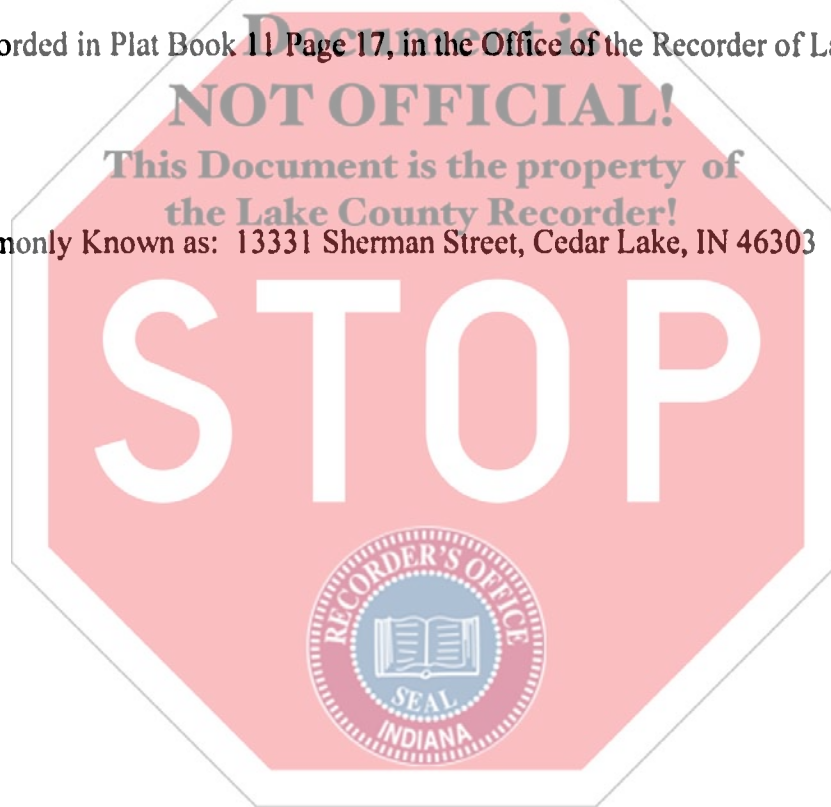 orded in Plat Book 11 Page 17, in the Office of the Recorder of La
Document is
NOT OFFICIAL!
This Document is the property of
the Lake County Recorder!
monly Known as: 13331 Sherman Street, Cedar Lake, IN 46303
STOP
RECORDER'S OFFICE
SEAL
INDIANA